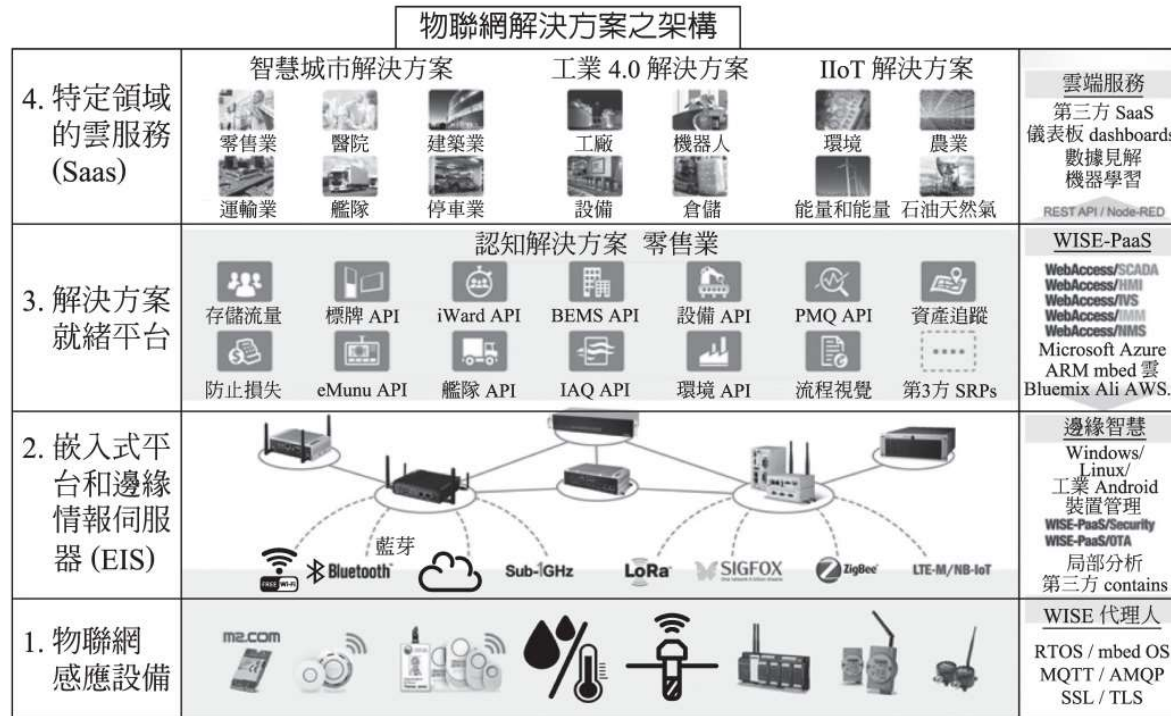 物聯網解決方案之架構
4. 特定領域
的雲服務
(Saas)
智慧城市解決方案 工業 4.0 解決方案 IIoT 解決方案
零售業 醫院 建築業 工廠 機器人 環境 農業
運輸業 艦隊 停車業 設備 倉儲 能量和能量 石油天然氣
雲端服務
第三方 SaaS
儀表板 dashboards
數據見解
機器學習
REST API / Node-RED
3. 解決方案
就緒平台
認知解決方案 零售業
存儲流量 標牌 API iWard API BEMS API 設備 API PMQ API 資產追蹤
防止損失 eMunu API 艦隊 API IAQ API 環境 API 流程視覺 第3方 SRPs
WISE-PaaS
WebAccess/SCADA
WebAccess/HMI
WebAccess/IVS
WebAccess/IMM
WebAccess/NMS
Microsoft Azure
ARM mbed 雲
Bluemix Ali AWS.
2. 嵌入式平
台和邊緣
情報伺服
器 (EIS)
藍芽
FREE Wi-Fi Bluetooth Sub-1GHz LoRa SIGFOX ZigBee LTE-M/NB-IoT
邊緣智慧
Windows/
Linux/
工業 Android
裝置管理
WISE-PaaS/Security
WISE-PaaS/OTA
局部分析
第三方 contains
1. 物聯網
感應設備
m2.com
WISE 代理人
RTOS / mbed OS
MQTT / AMQP
SSL / TLS